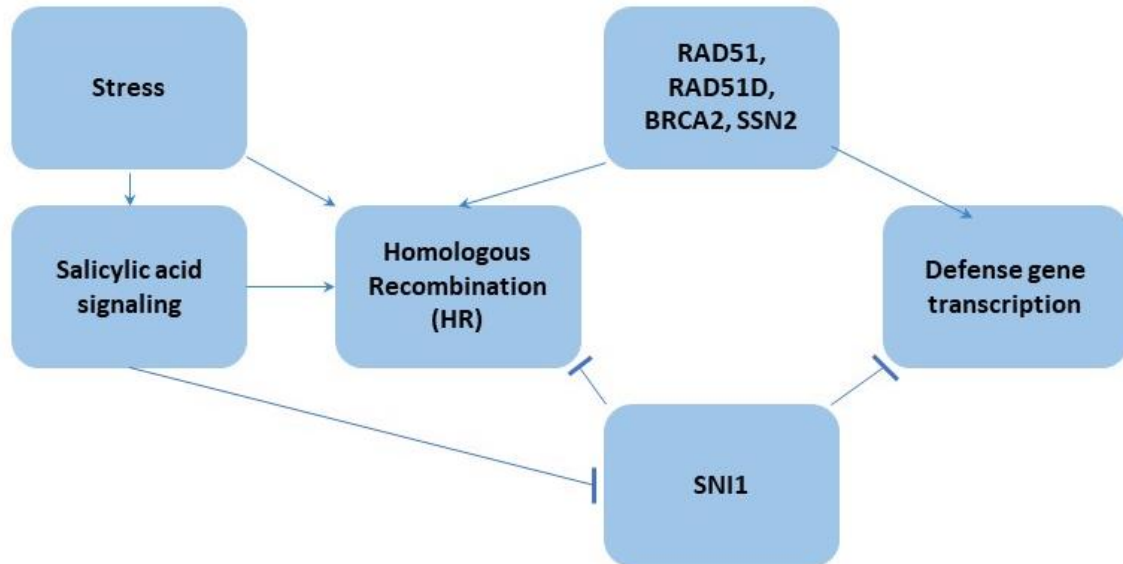 Stress
RAD51,
RAD51D,
BRCA2, SSN2
Salicylic acid
signaling
Homologous
Recombination
(HR)
Defense gene
transcription
SNI1